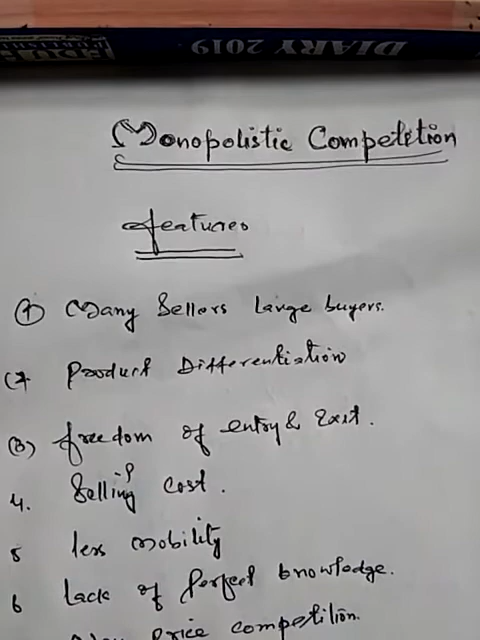 DIARY 2019
Monopolistic Competition
features
(1) Many Sellers Large buyers.
Product Differentiation
(3) freedom of entry & Exit.
4. Selling Cost.
5 less mobility
6 Lack of Perfect knowledge.
Price competition.